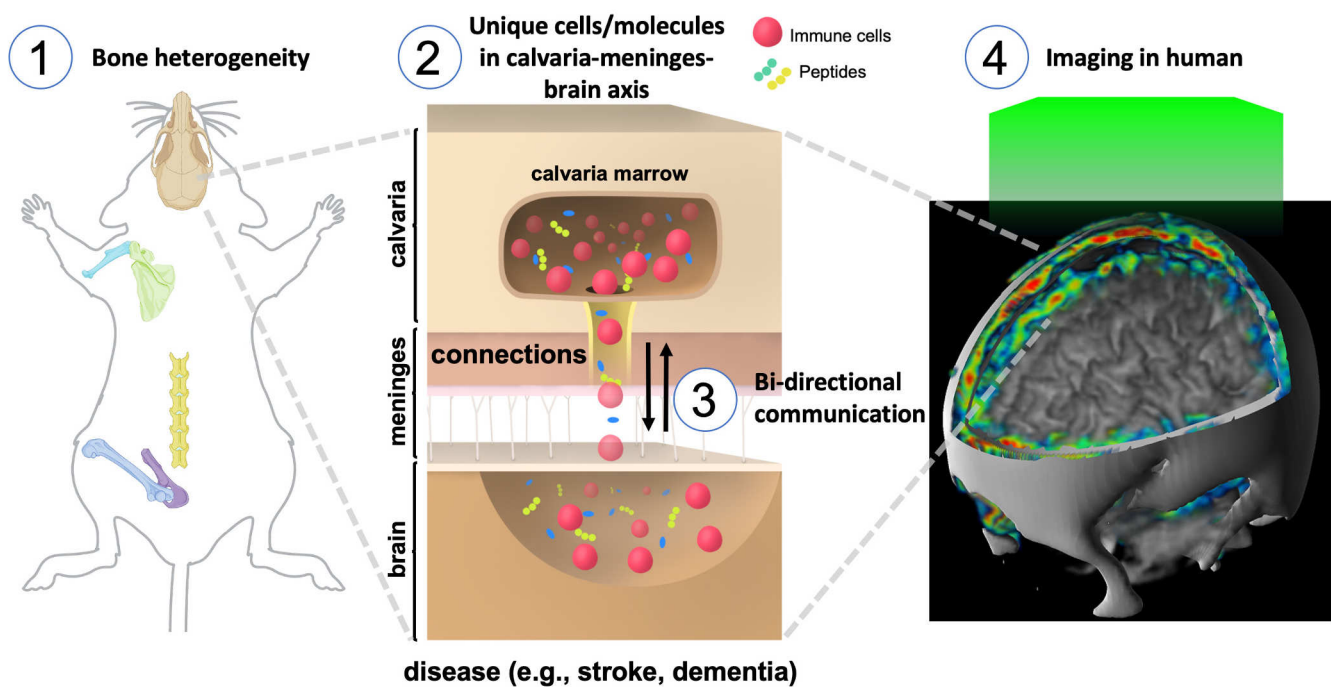 1
Bone heterogeneity
2
Unique cells/molecules
in calvaria-meninges-
brain axis
Immune cells
Peptides
4
Imaging in human
calvaria
calvaria marrow
meninges
connections
3
Bi-directional
communication
brain
disease (e.g., stroke, dementia)